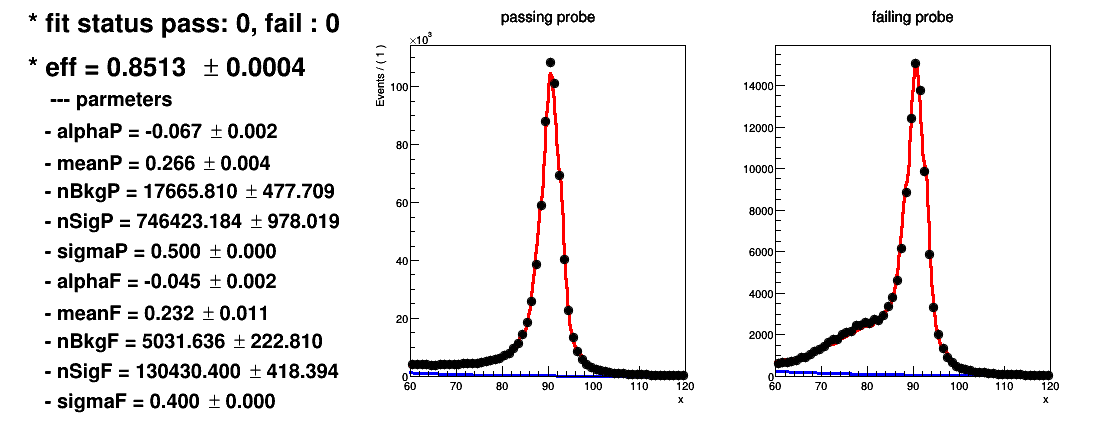 * fit status pass: 0, fail : 0
* eff = 0.8513 ± 0.0004
--- parmeters
- alphaP = -0.067 ± 0.002
- meanP = 0.266 ± 0.004
- nBkgP = 17665.810 ± 477.709
- nSigP = 746423.184 ± 978.019
- sigmaP = 0.500 ± 0.000
- alphaF = -0.045 ± 0.002
- meanF = 0.232 ± 0.011
- nBkgF = 5031.636 ± 222.810
- nSigF = 130430.400 ± 418.394
- sigmaF = 0.400 ± 0.000
passing probe
×10³
Events / ( 1 )
100
80
60
40
20
0
60 70 80 90 100 110 120
x
failing probe
14000
12000
10000
8000
6000
4000
2000
0
60 70 80 90 100 110 120
x